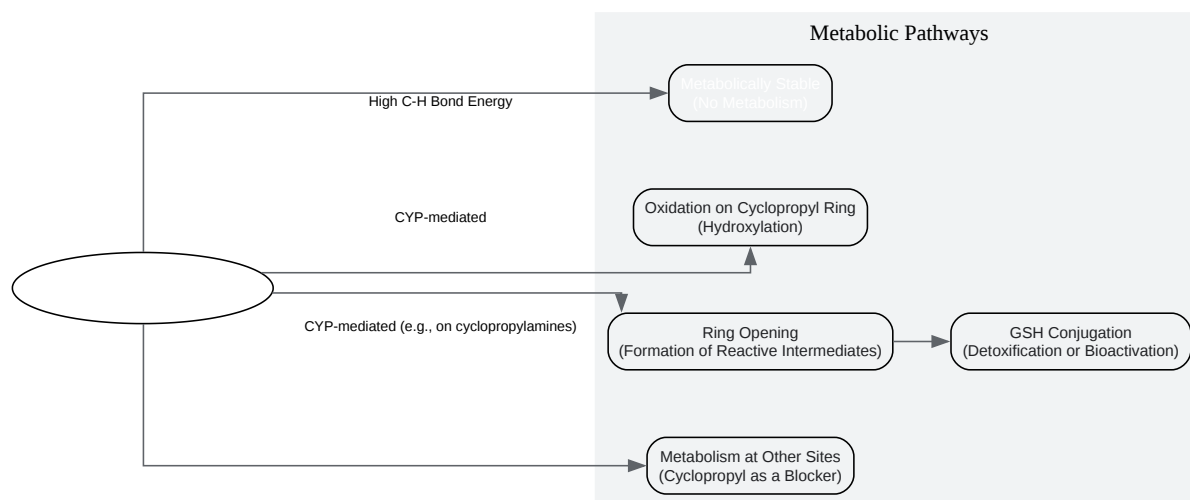 Metabolic Pathways
Metabolically Stable
(No Metabolism)
High C-H Bond Energy
Oxidation on Cyclopropyl Ring
(Hydroxylation)
CYP-mediated
CYP-mediated (e.g., on cyclopropylamines)
Ring Opening
(Formation of Reactive Intermediates)
GSH Conjugation
(Detoxification or Bioactivation)
Metabolism at Other Sites
(Cyclopropyl as a Blocker)